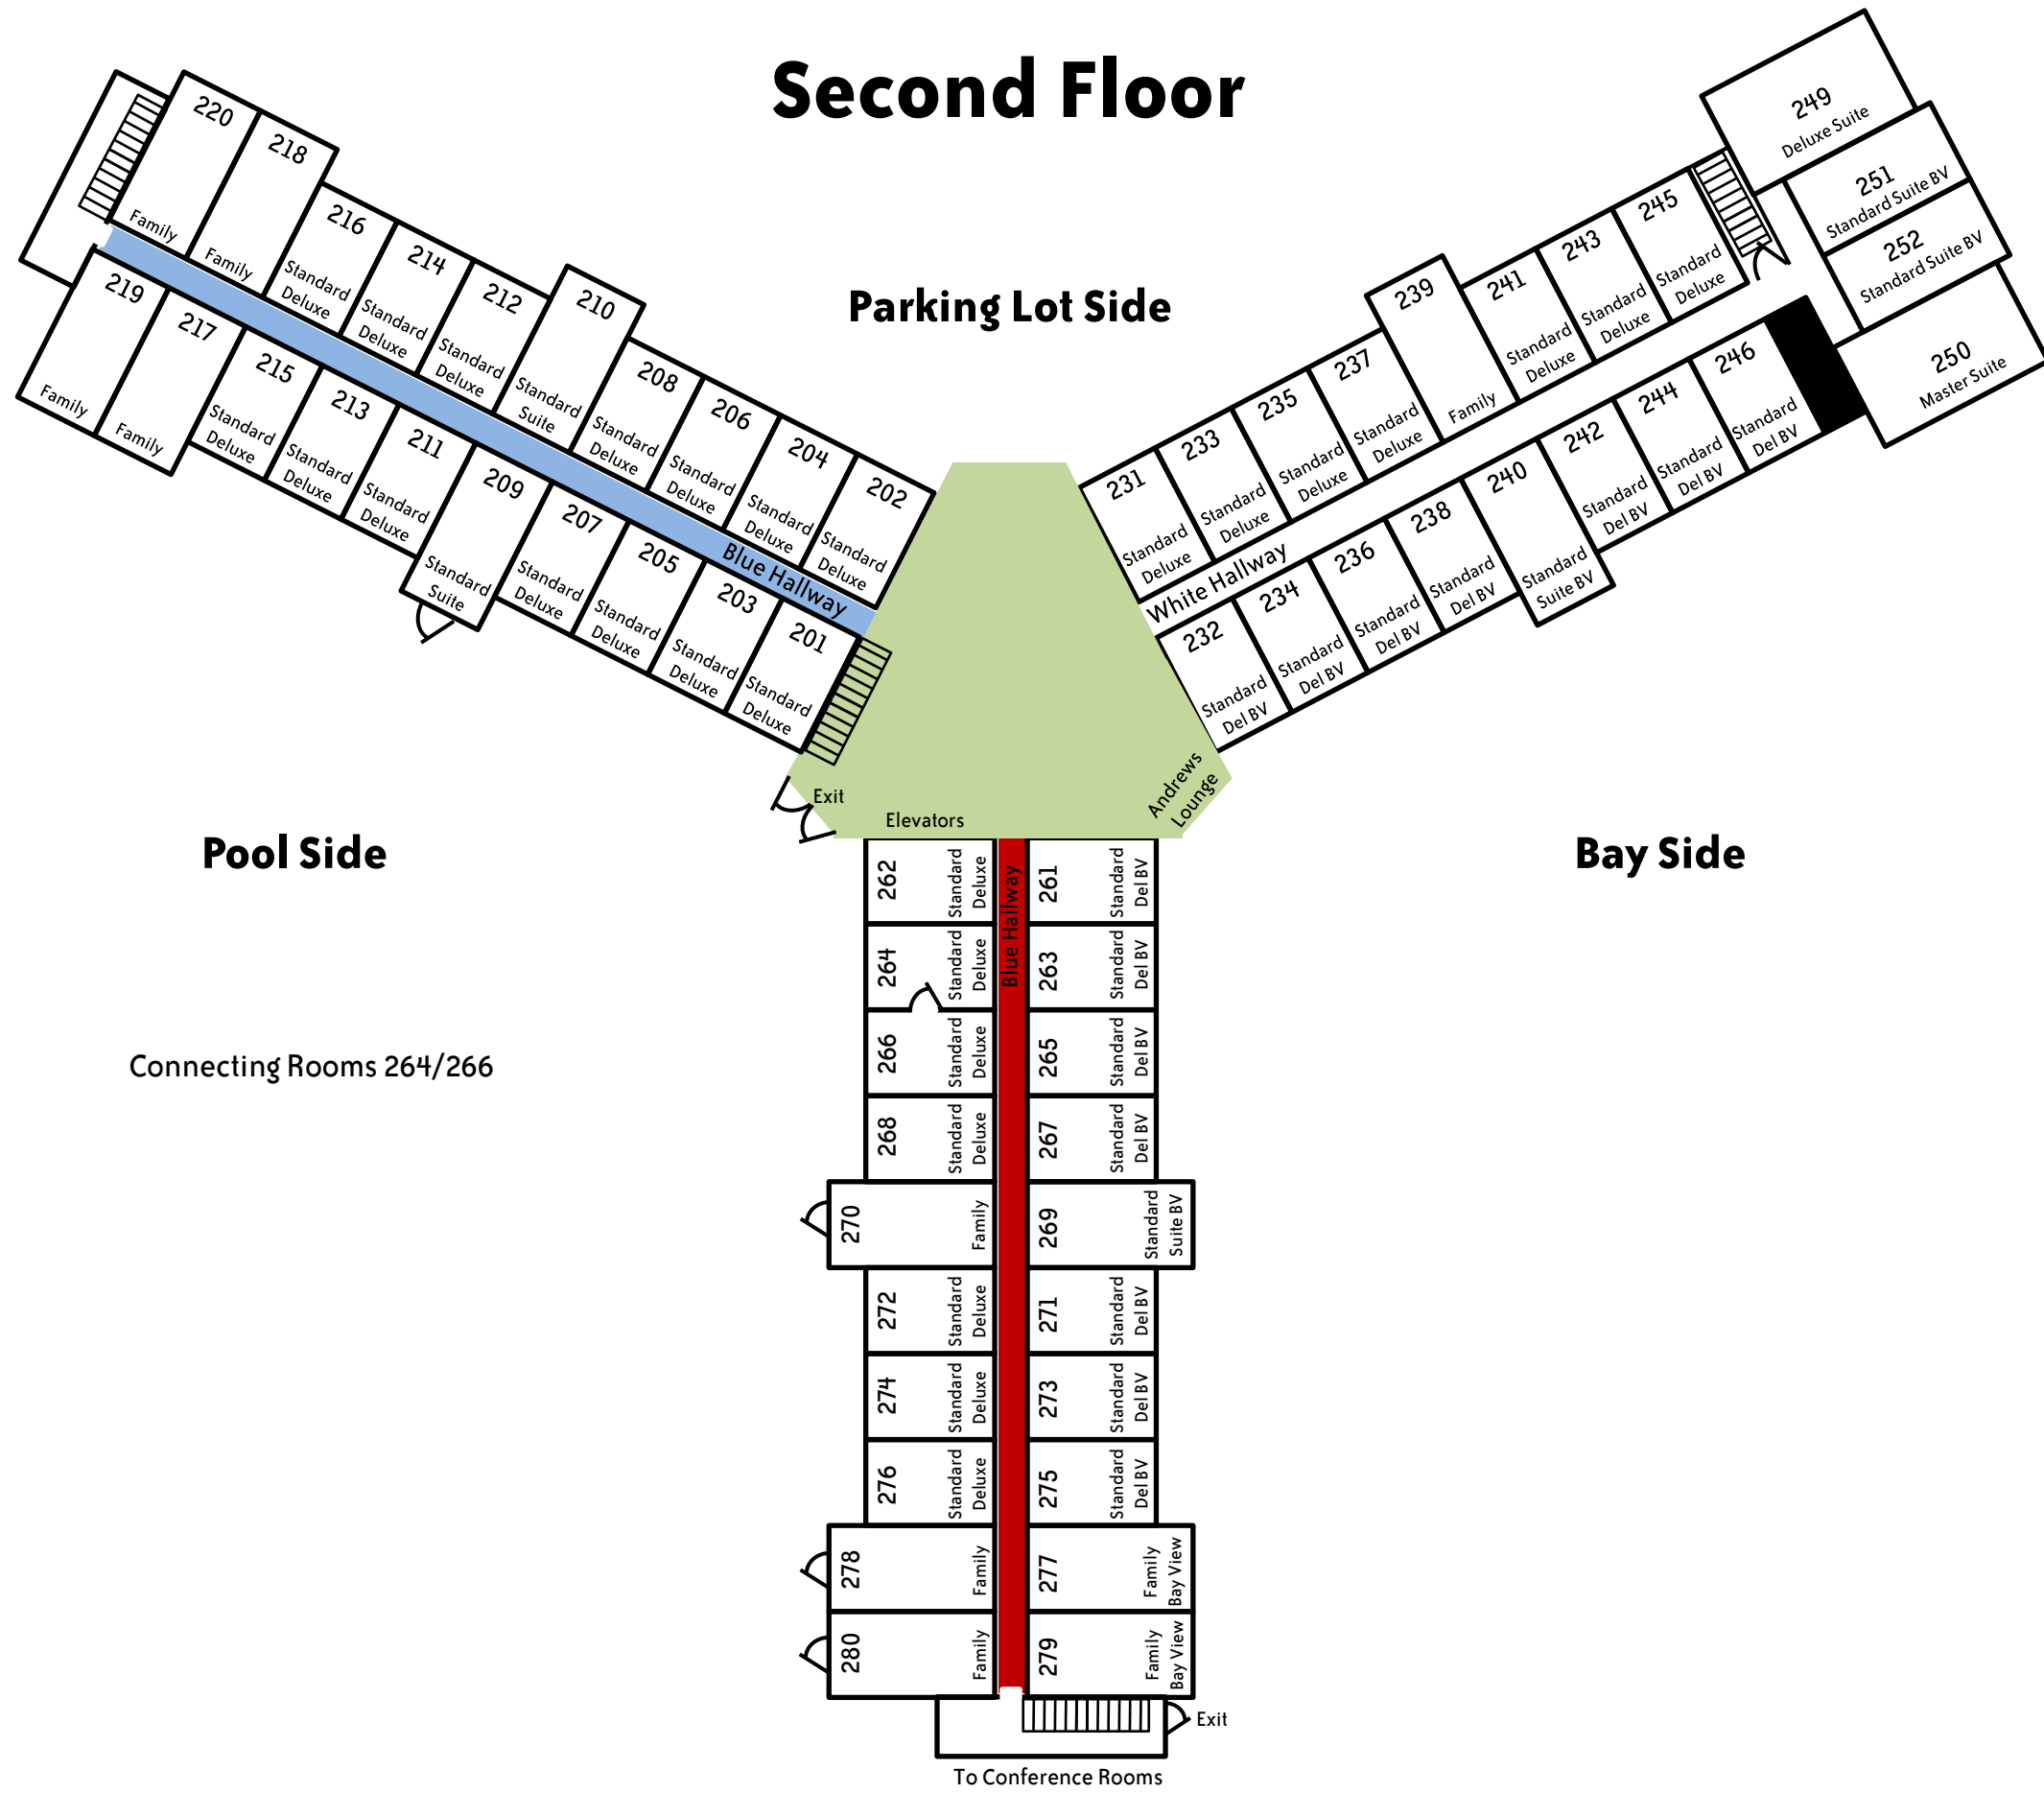 Second Floor
Parking Lot Side
Pool Side
Bay Side
Connecting Rooms 264/266
220
Family
218
Family
216
Standard
Deluxe
214
Standard
Deluxe
212
Standard
Deluxe
210
Standard
Suite
208
Standard
Deluxe
206
Standard
Deluxe
204
Standard
Deluxe
202
Standard
Deluxe
Blue Hallway
219
Family
217
Family
215
Standard
Deluxe
213
Standard
Deluxe
211
Standard
Deluxe
209
Standard
Suite
207
Standard
Deluxe
205
Standard
Deluxe
203
Standard
Deluxe
201
Standard
Deluxe
231
Standard
Deluxe
233
Standard
Deluxe
235
Standard
Deluxe
237
Standard
Deluxe
239
Family
241
Standard
Deluxe
243
Standard
Deluxe
245
Standard
Deluxe
249
Deluxe Suite
251
Standard Suite BV
252
Standard Suite BV
250
Master Suite
White Hallway
232
Standard
Del BV
234
Standard
Del BV
236
Standard
Del BV
238
Standard
Del BV
240
Standard
Suite BV
242
Standard
Del BV
244
Standard
Del BV
246
Standard
Del BV
Andrews
Lounge
Exit
Elevators
Blue Hallway
262
Standard
Deluxe
261
Standard
Del BV
264
Standard
Deluxe
263
Standard
Del BV
266
Standard
Deluxe
265
Standard
Del BV
268
Standard
Deluxe
267
Standard
Del BV
270
Family
269
Standard
Suite BV
272
Standard
Deluxe
271
Standard
Del BV
274
Standard
Deluxe
273
Standard
Del BV
276
Standard
Deluxe
275
Standard
Del BV
278
Family
277
Family
Bay View
280
Family
279
Family
Bay View
Exit
To Conference Rooms